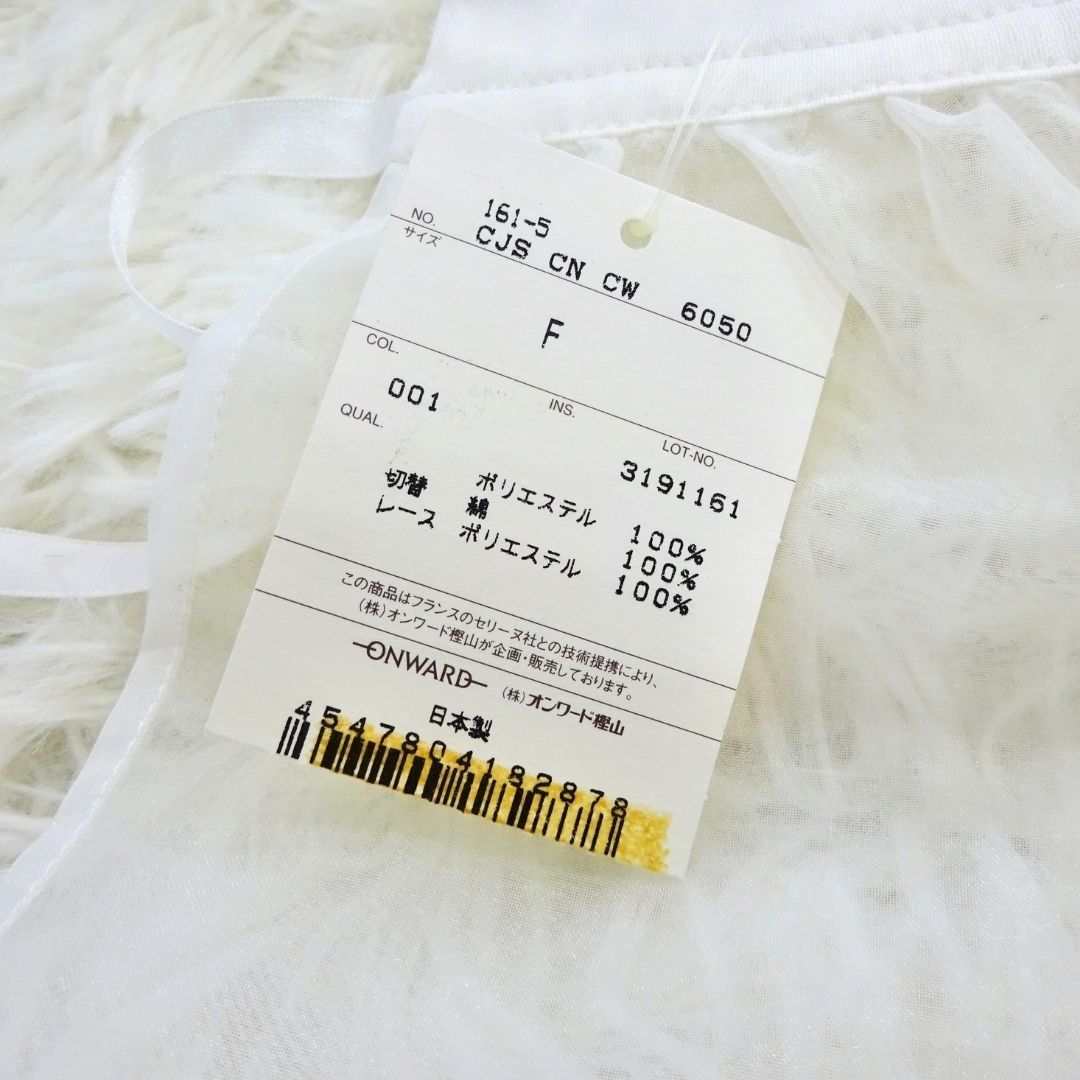 NO. 161-5
サイズ CJS CN CW 6050
F
COL. 001
INS.
LOT-NO. 3191161
QUAL.
ポリエステル 100%
切替 綿 100%
レース ポリエステル 100%
この商品はフランスのセリーヌ社との技術提携により、
(株)オンワード樫山が企画・販売しております。
ONWARD (株)オンワード樫山
日本製
4547804182878